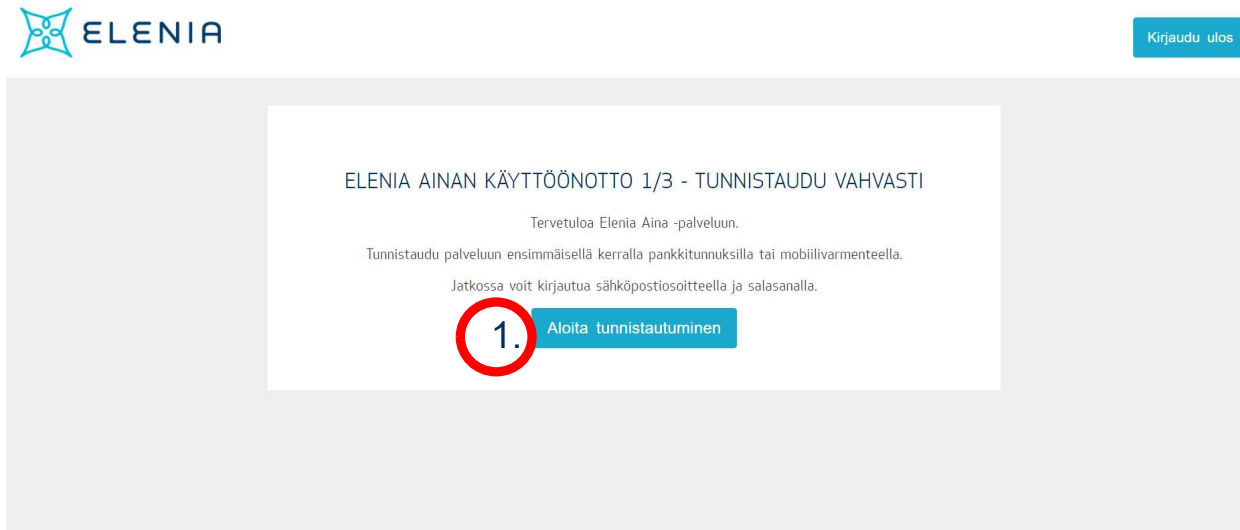 ELENIA
Kirjaudu ulos
ELENIA AINAN KÄYTTÖÖNOTTO 1/3 - TUNNISTAUDU VAHVASTI
Tervetuloa Elenia Aina -palveluun.
Tunnistaudu palveluun ensimmäisellä kerralla pankkitunnuksilla tai mobiilivarmenteella.
Jatkossa voit kirjautua sähköpostiosoitteella ja salasanalla.
1. Aloita tunnistautuminen